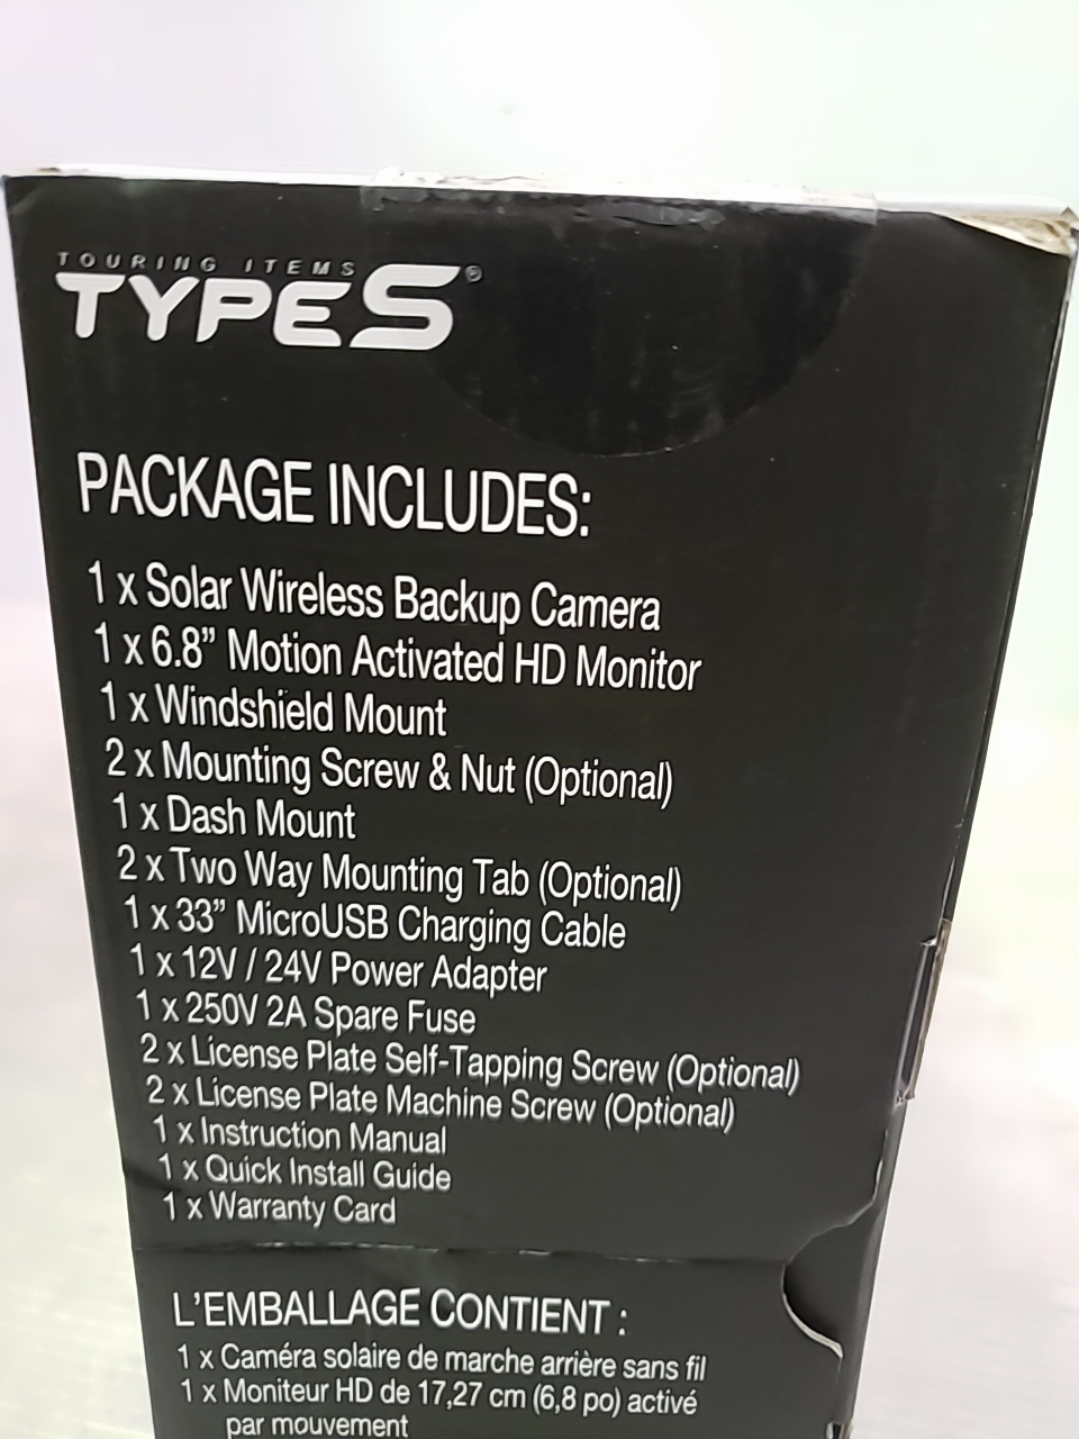 TOURING ITEMS
TYPE S®
PACKAGE INCLUDES:
1 x Solar Wireless Backup Camera
1 x 6.8” Motion Activated HD Monitor
1 x Windshield Mount
2 x Mounting Screw & Nut (Optional)
1 x Dash Mount
2 x Two Way Mounting Tab (Optional)
1 x 33” MicroUSB Charging Cable
1 x 12V / 24V Power Adapter
1 x 250V 2A Spare Fuse
2 x License Plate Self-Tapping Screw (Optional)
2 x License Plate Machine Screw (Optional)
1 x Instruction Manual
1 x Quick Install Guide
1 x Warranty Card
L’EMBALLAGE CONTIENT :
1 x Caméra solaire de marche arrière sans fil
1 x Moniteur HD de 17,27 cm (6,8 po) activé
par mouvement